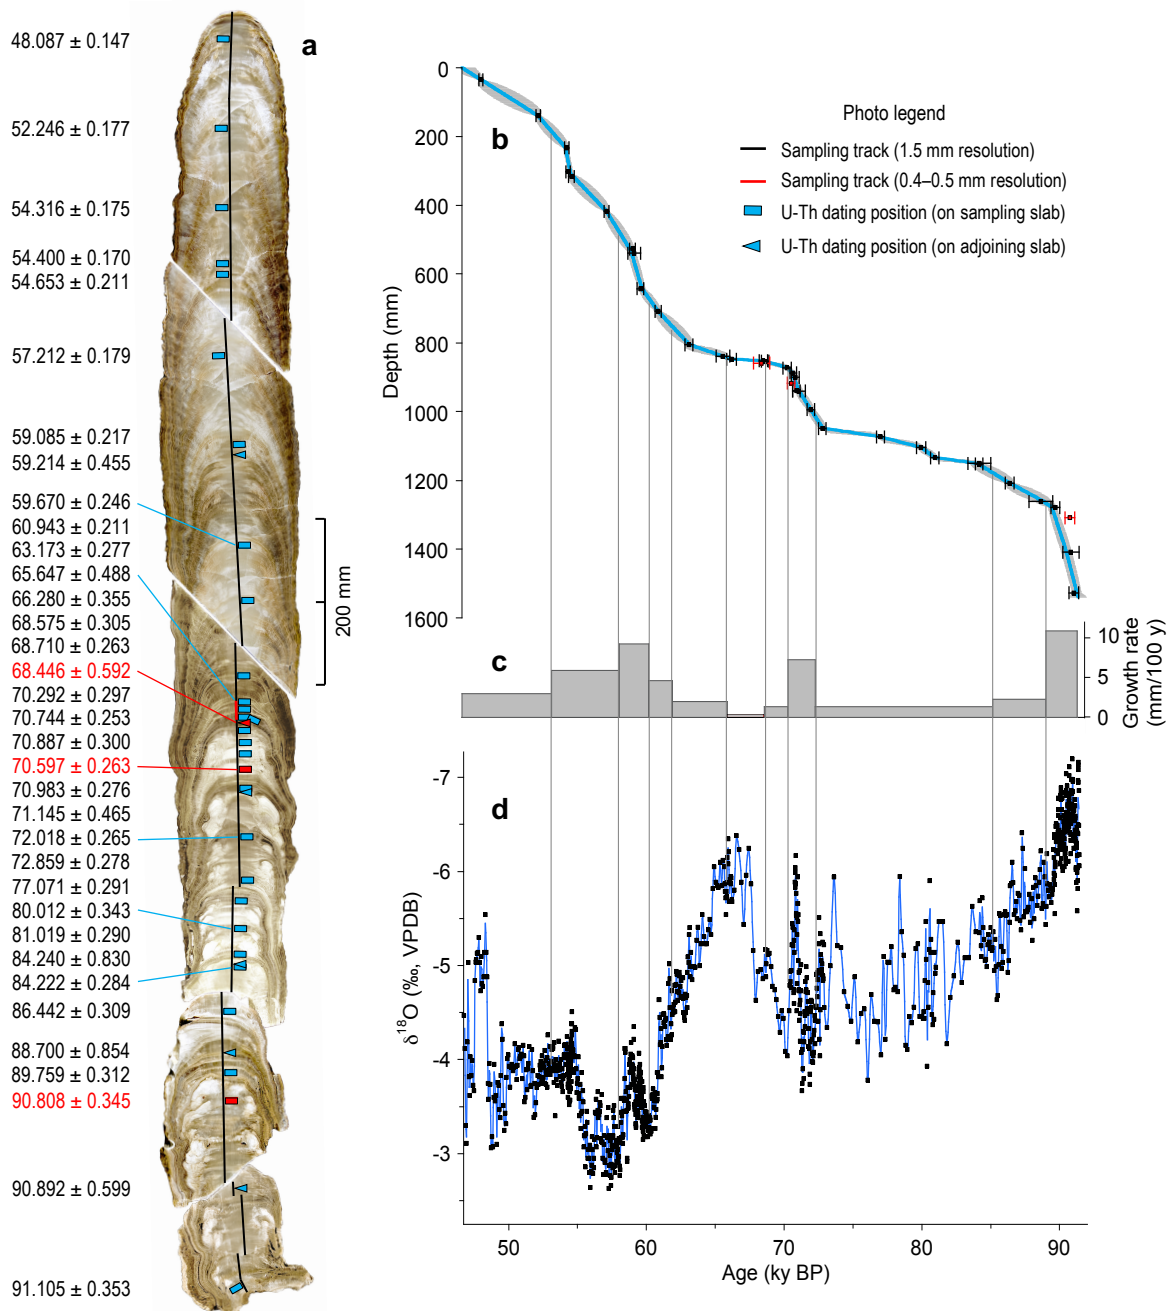 a
48.087 ± 0.147
52.246 ± 0.177
54.316 ± 0.175
54.400 ± 0.170
54.653 ± 0.211
57.212 ± 0.179
59.085 ± 0.217
59.214 ± 0.455
59.670 ± 0.246
60.943 ± 0.211
63.173 ± 0.277
65.647 ± 0.488
66.280 ± 0.355
68.575 ± 0.305
68.710 ± 0.263
68.446 ± 0.592
70.292 ± 0.297
70.744 ± 0.253
70.887 ± 0.300
70.597 ± 0.263
70.983 ± 0.276
71.145 ± 0.465
72.018 ± 0.265
72.859 ± 0.278
77.071 ± 0.291
80.012 ± 0.343
81.019 ± 0.290
84.240 ± 0.830
84.222 ± 0.284
86.442 ± 0.309
88.700 ± 0.854
89.759 ± 0.312
90.808 ± 0.345
90.892 ± 0.599
91.105 ± 0.353
200 mm
b
0
200
400
600
800
1000
1200
1400
1600
Depth (mm)
Photo legend
Sampling track (1.5 mm resolution)
Sampling track (0.4–0.5 mm resolution)
U-Th dating position (on sampling slab)
U-Th dating position (on adjoining slab)
c
10
5
0
Growth rate
(mm/100 y)
d
-7
-6
-5
-4
-3
δ¹⁸O (‰, VPDB)
50 60 70 80 90
Age (ky BP)